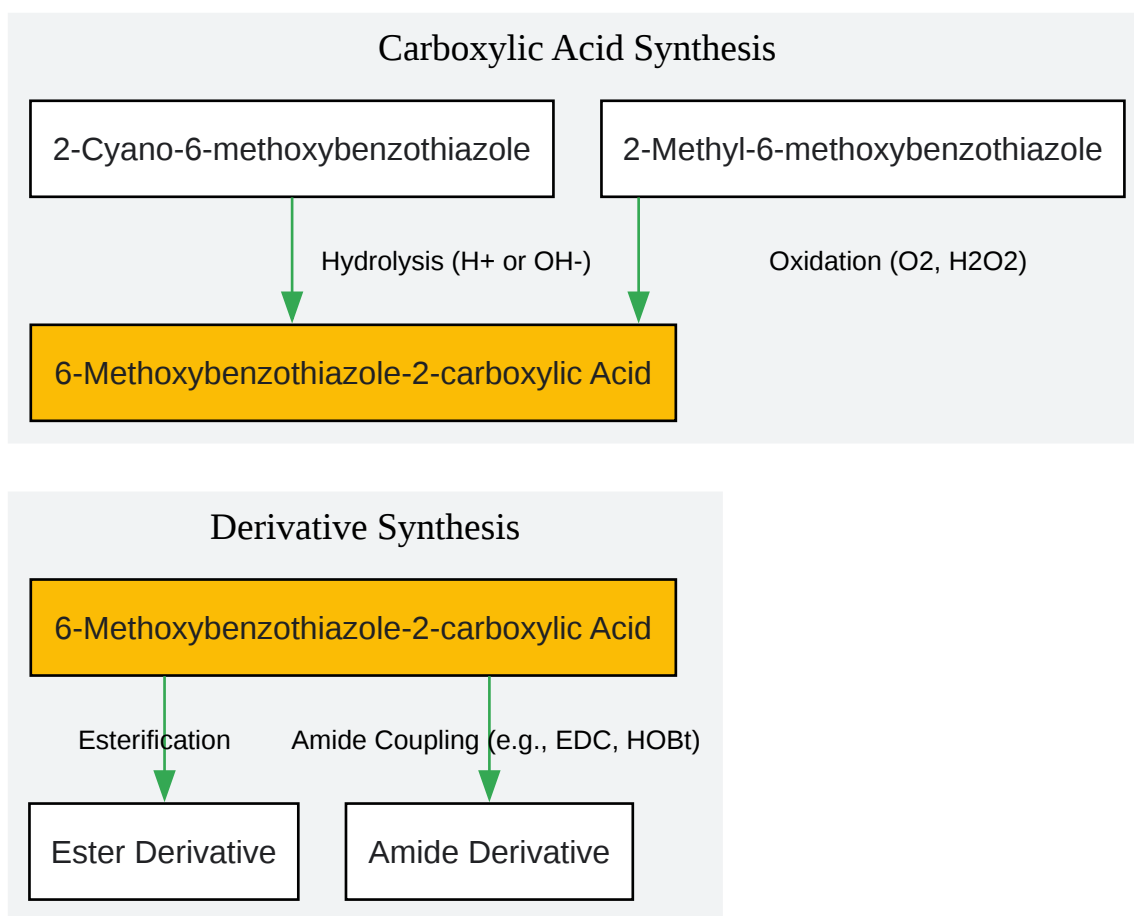 Carboxylic Acid Synthesis
2-Cyano-6-methoxybenzothiazole
2-Methyl-6-methoxybenzothiazole
Hydrolysis (H+ or OH-)
Oxidation (O2, H2O2)
6-Methoxybenzothiazole-2-carboxylic Acid
Derivative Synthesis
6-Methoxybenzothiazole-2-carboxylic Acid
Esterification
Amide Coupling (e.g., EDC, HOBt)
Ester Derivative
Amide Derivative